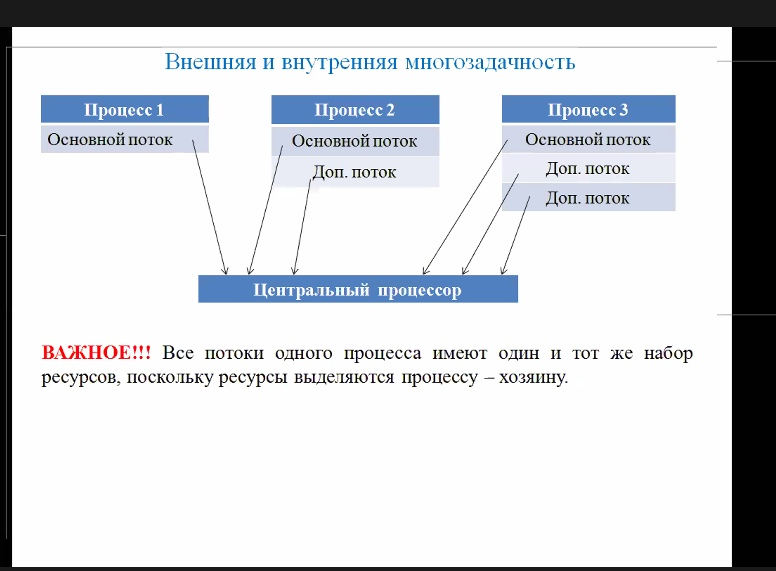 Внешняя и внутренняя многозадачность
Процесс 1
Основной поток
Процесс 2
Основной поток
Доп. поток
Процесс 3
Основной поток
Доп. поток
Доп. поток
Центральный процессор
ВАЖНОЕ!!! Все потоки одного процесса имеют один и тот же набор
ресурсов, поскольку ресурсы выделяются процессу – хозяину.